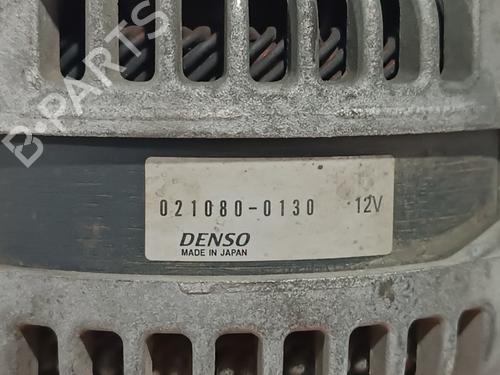 B-PARTS
021080-0130 12V
DENSO
MADE IN JAPAN